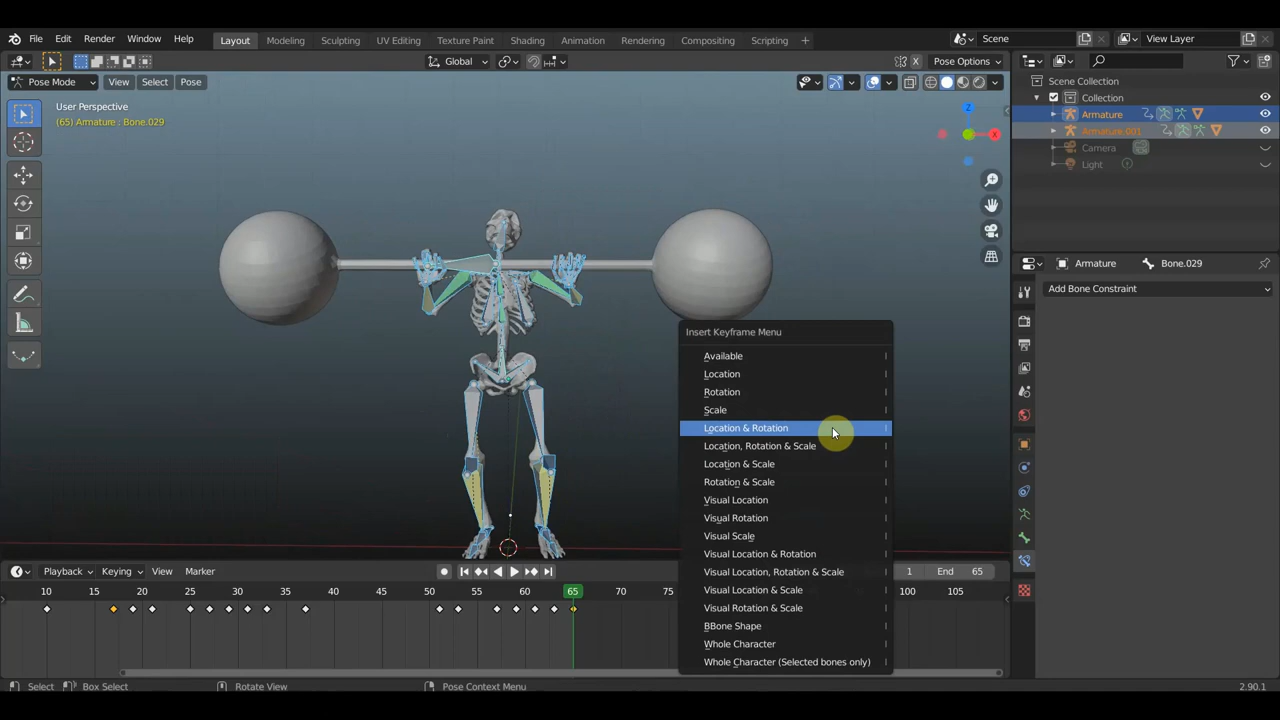 File Edit Render Window Help Layout Modeling Sculpting UV Editing Texture Paint Shading Animation Rendering Compositing Scripting + Scene View Layer
Global Pose Options
X
Pose Mode View Select Pose
Scene Collection
Collection
Armature
Armature.001
Camera
Light
User Perspective
(65) Armature : Bone.029
Z
X
Armature Bone.029
Add Bone Constraint
Insert Keyframe Menu
Available I
Location I
Rotation I
Scale I
Location & Rotation I
Location, Rotation & Scale I
Location & Scale I
Rotation & Scale I
Visual Location I
Visual Rotation I
Visual Scale I
Visual Location & Rotation I
Visual Location, Rotation & Scale I
Visual Location & Scale I
Visual Rotation & Scale I
BBone Shape I
Whole Character I
Whole Character (Selected bones only) I
Playback Keying View Marker 1 End 65
10 15 20 25 30 35 40 45 50 55 60 65 70 75 100 105
Select Box Select Rotate View Pose Context Menu 2.90.1